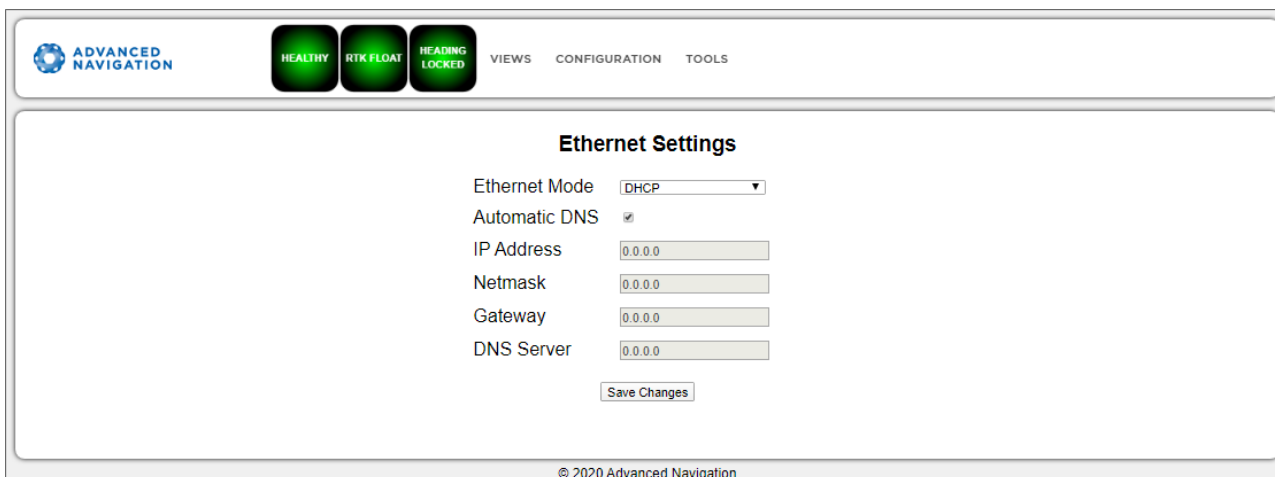 ADVANCED
NAVIGATION
HEALTHY
RTK FLOAT
HEADING
LOCKED
VIEWS CONFIGURATION TOOLS
Ethernet Settings
Ethernet Mode DHCP
Automatic DNS
IP Address 0.0.0.0
Netmask 0.0.0.0
Gateway 0.0.0.0
DNS Server 0.0.0.0
Save Changes
© 2020 Advanced Navigation